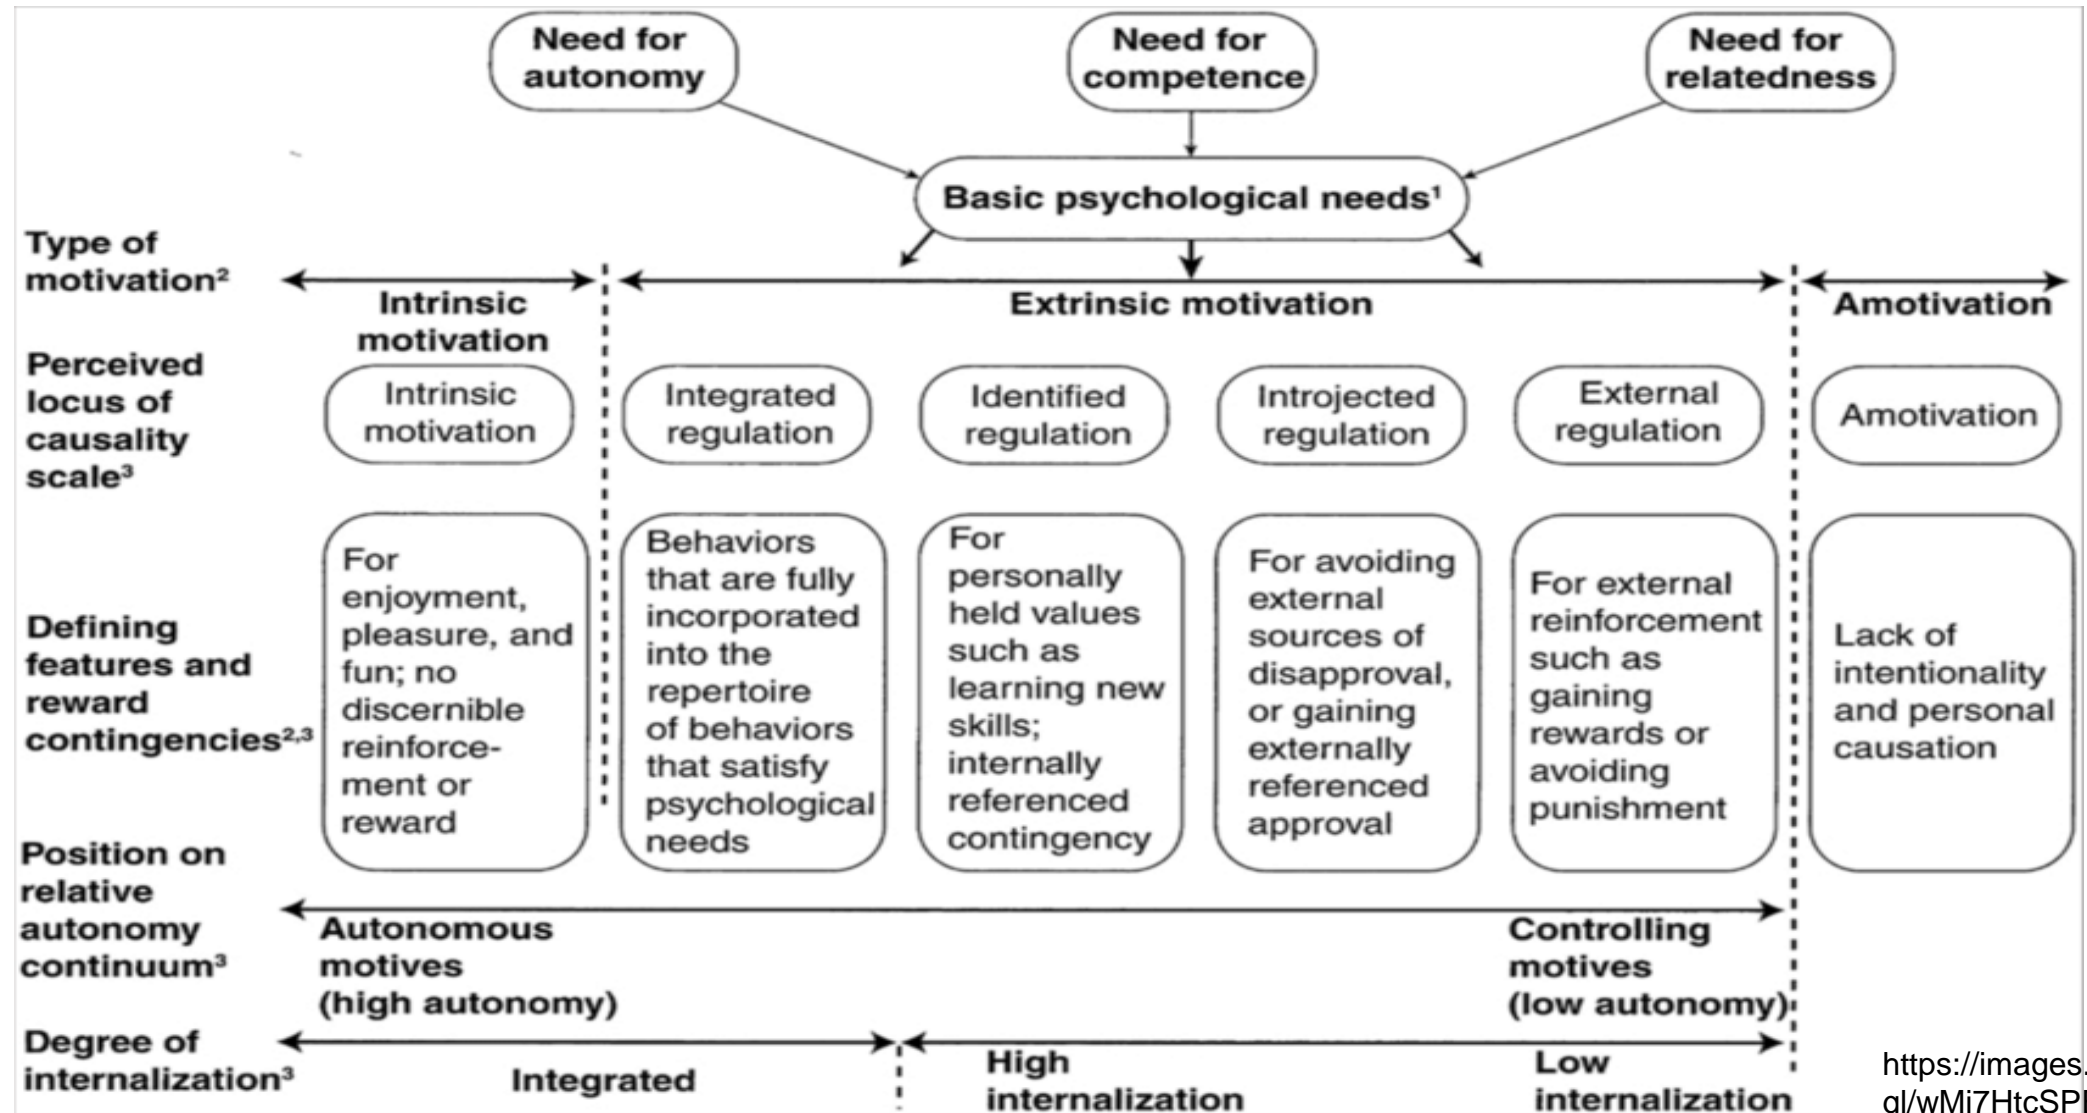 Need for
autonomy
Need for
competence
Need for
relatedness
Basic psychological needs¹
Type of
motivation²
Intrinsic
motivation
Extrinsic motivation
Amotivation
Perceived
locus of
causality
scale³
Intrinsic
motivation
Integrated
regulation
Identified
regulation
Introjected
regulation
External
regulation
Amotivation
Defining
features and
reward
contingencies²,³
For
enjoyment,
pleasure, and
fun; no
discernible
reinforce-
ment or
reward
Behaviors
that are fully
incorporated
into the
repertoire
of behaviors
that satisfy
psychological
needs
For
personally
held values
such as
learning new
skills;
internally
referenced
contingency
For avoiding
external
sources of
disapproval,
or gaining
externally
referenced
approval
For external
reinforcement
such as
gaining
rewards or
avoiding
punishment
Lack of
intentionality
and personal
causation
Position on
relative
autonomy
continuum³
Autonomous
motives
(high autonomy)
Controlling
motives
(low autonomy)
Degree of
internalization³
Integrated
High
internalization
Low
internalization
https://images.